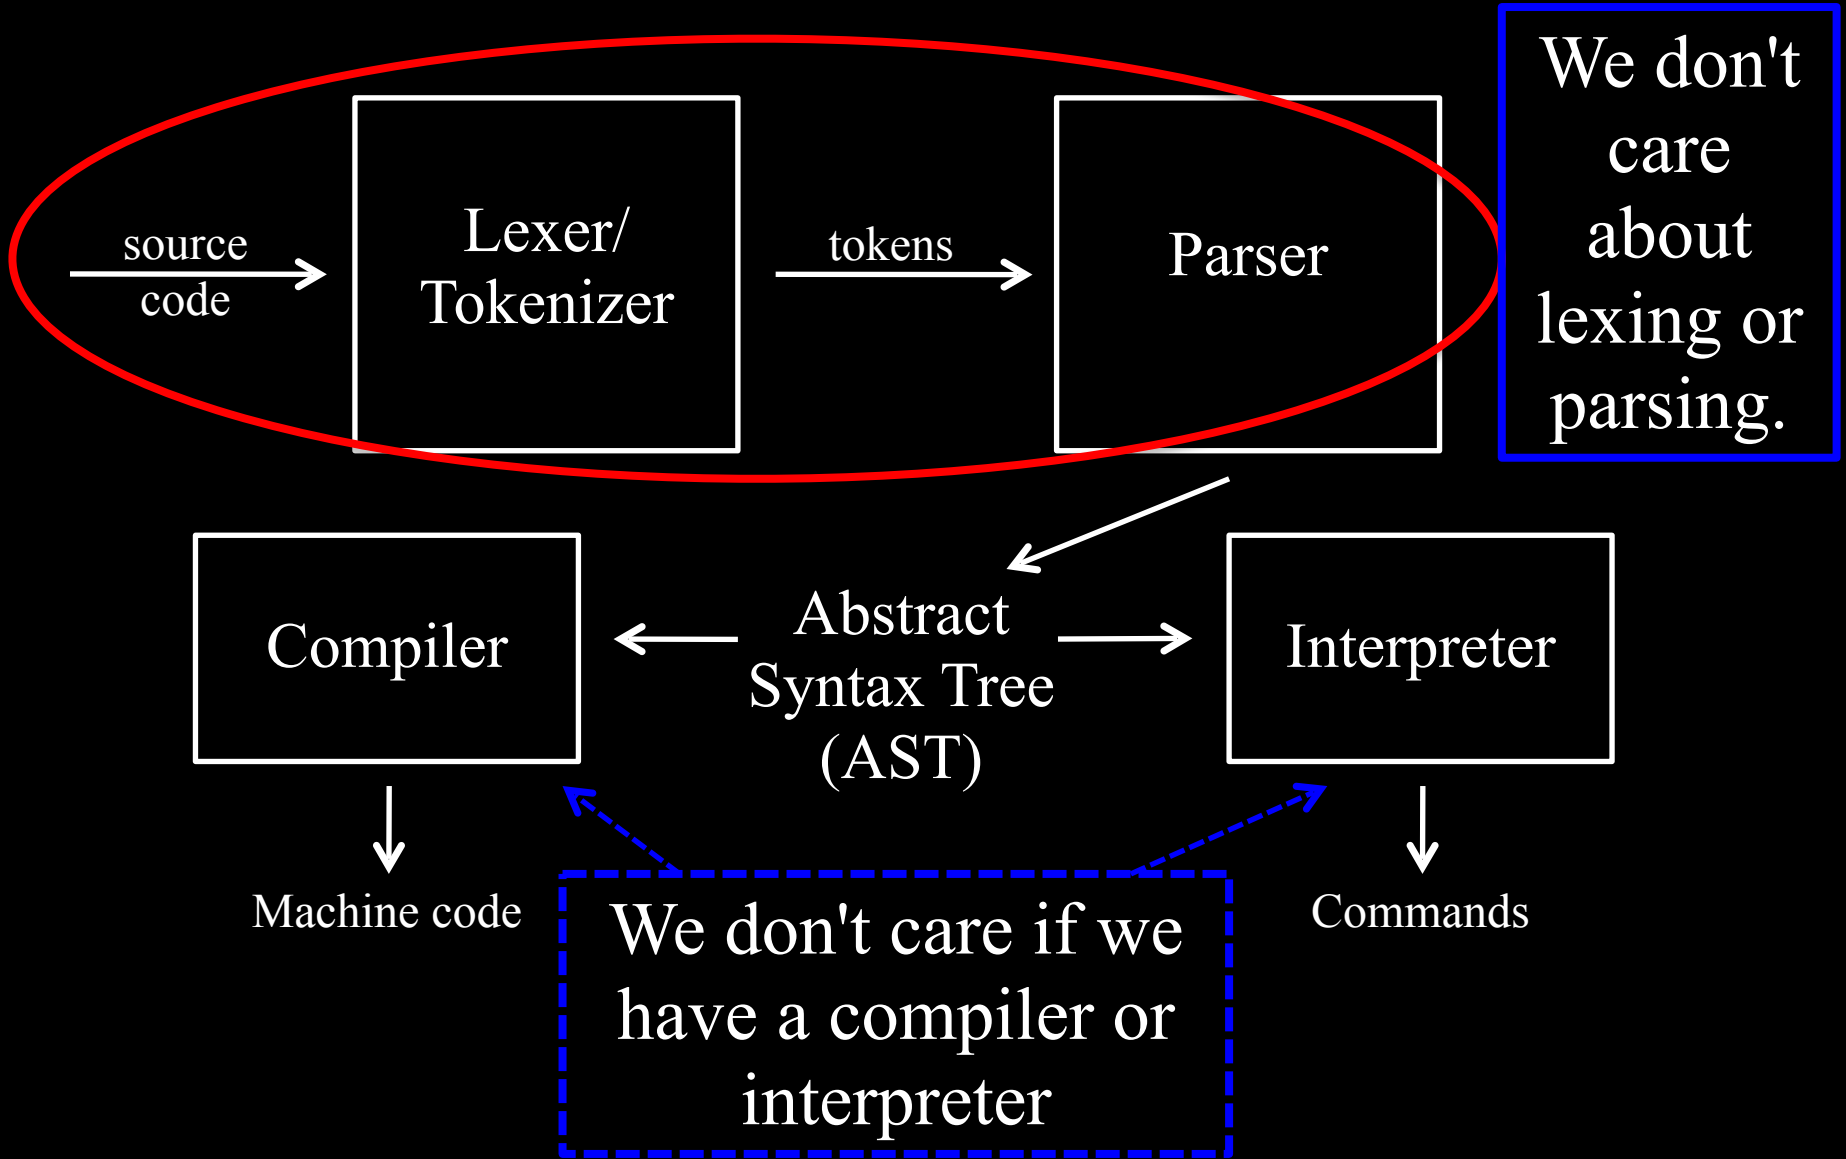 source
code
Lexer/
Tokenizer
tokens
Parser
We don't
care
about
lexing or
parsing.
Compiler
Abstract
Syntax Tree
(AST)
Interpreter
Machine code
We don't care if we
have a compiler or
interpreter
Commands